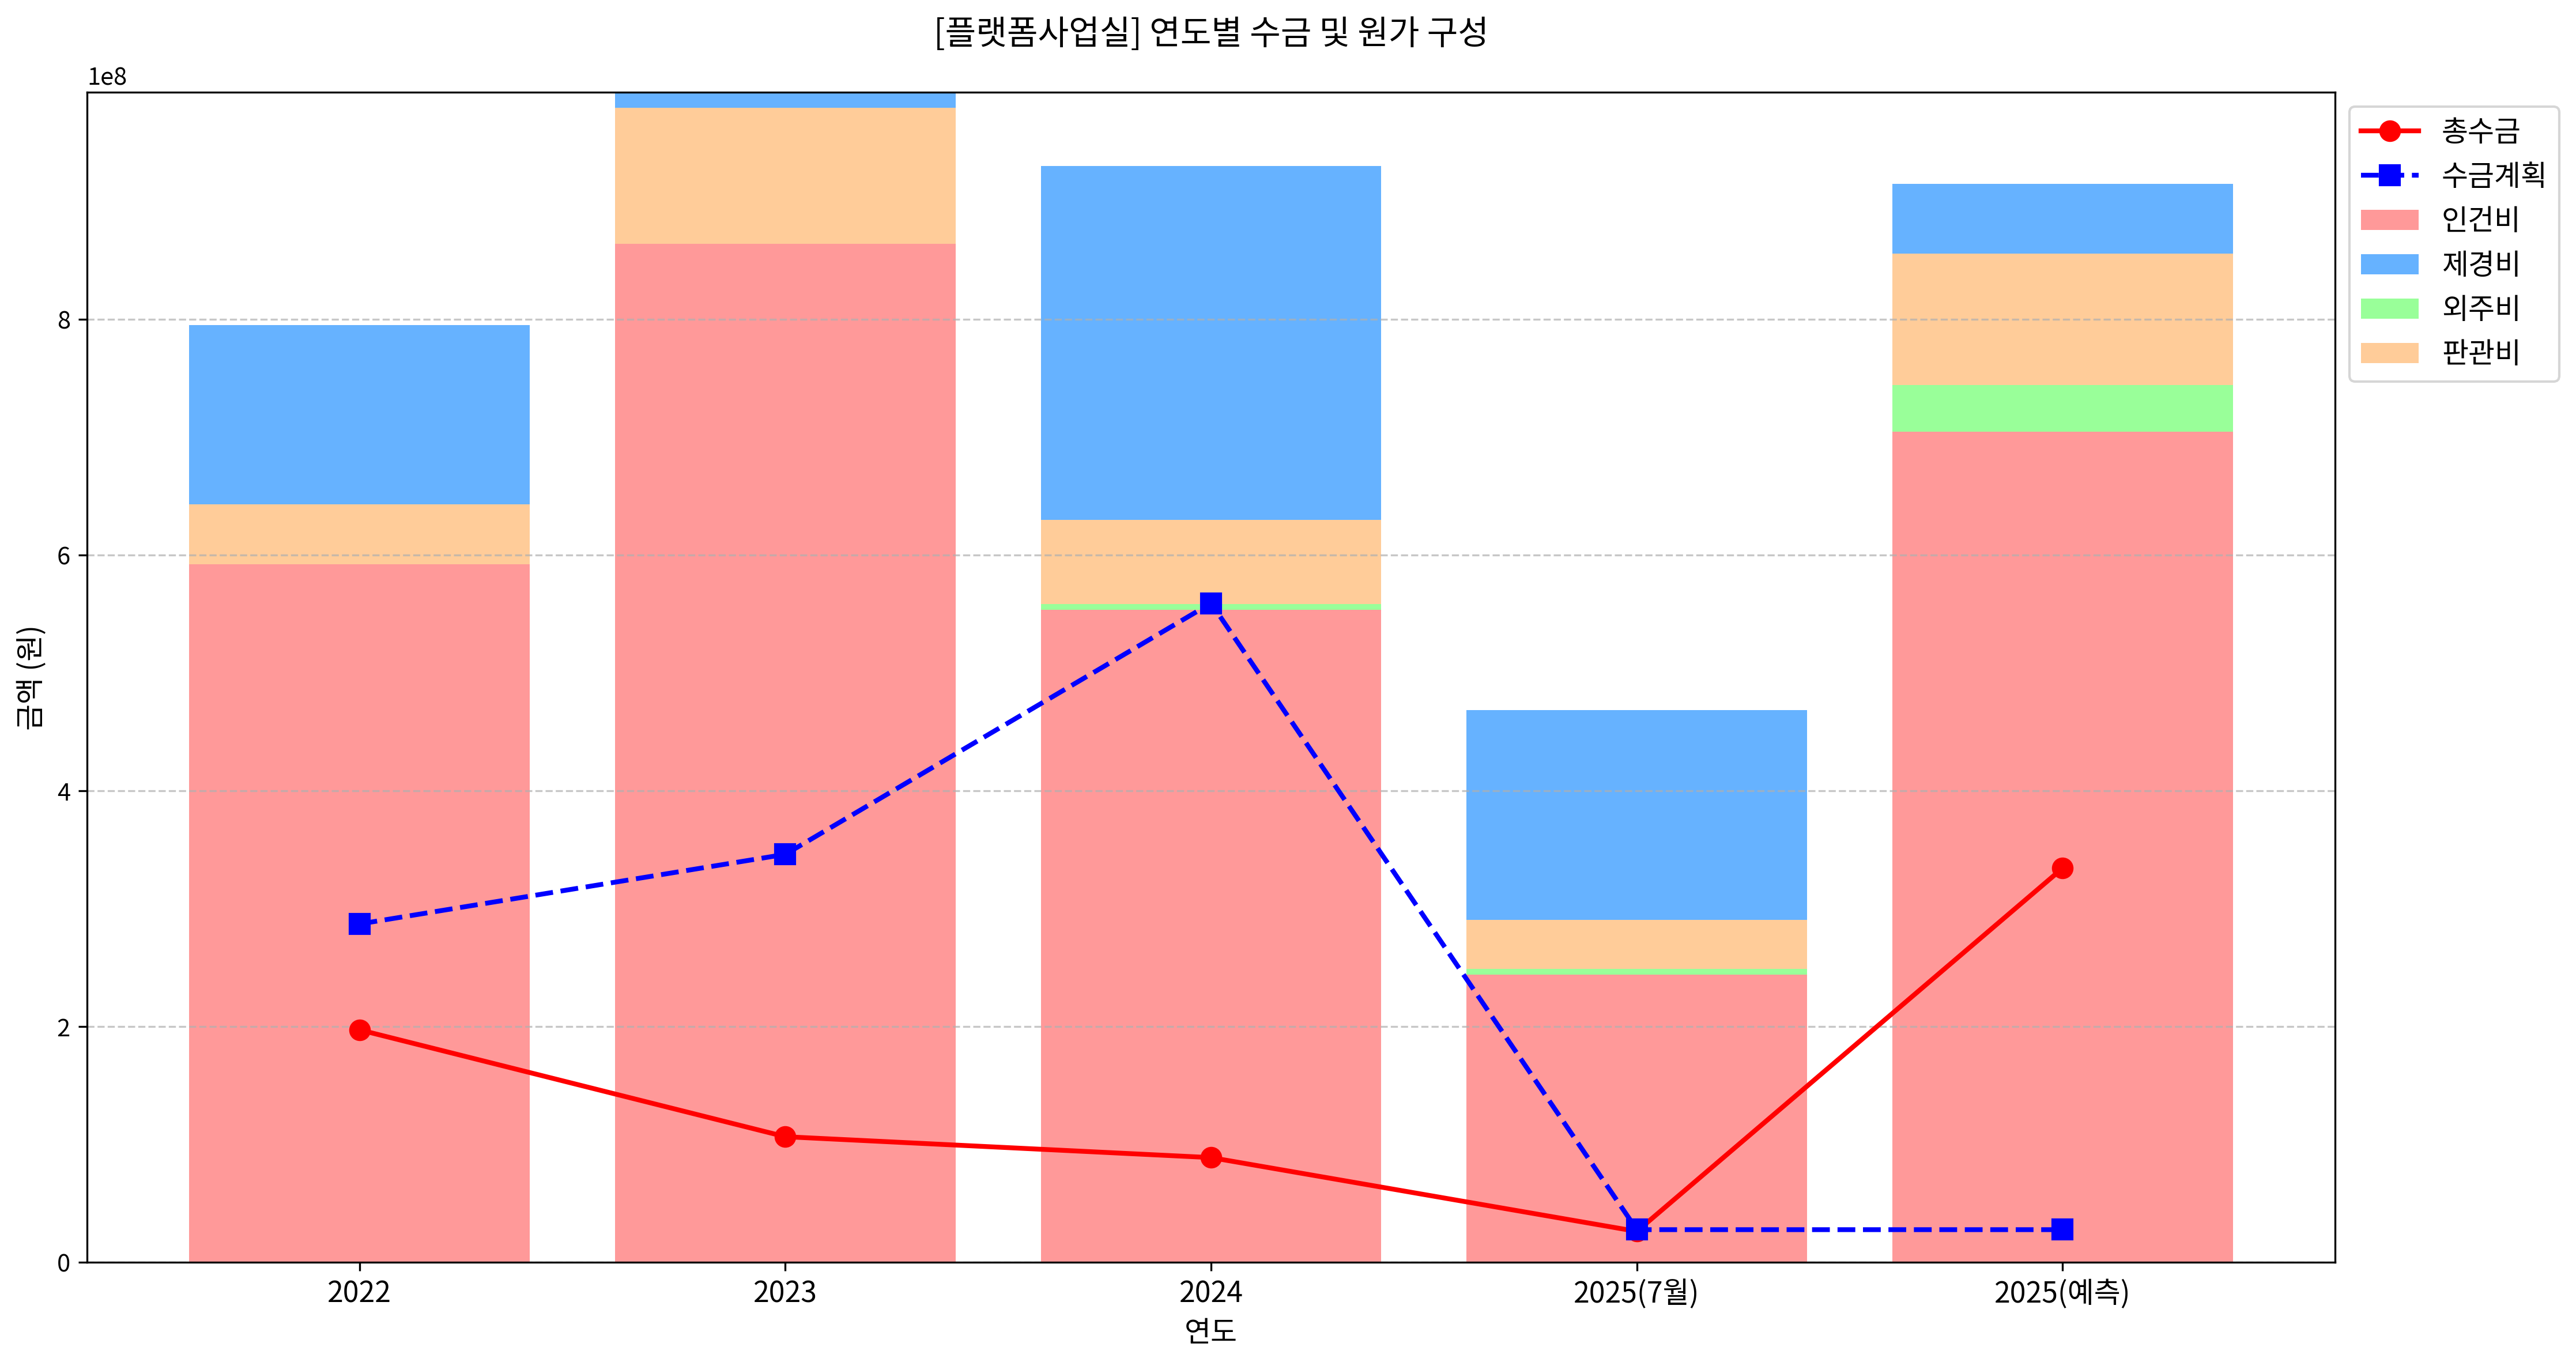 [플랫폼사업실] 연도별 수금 및 원가 구성
1e8
총수금
수금계획
인건비
제경비
외주비
판관비
8
6
4
2
0
금액 (원)
2022
2023
2024
2025(7월)
2025(예측)
연도